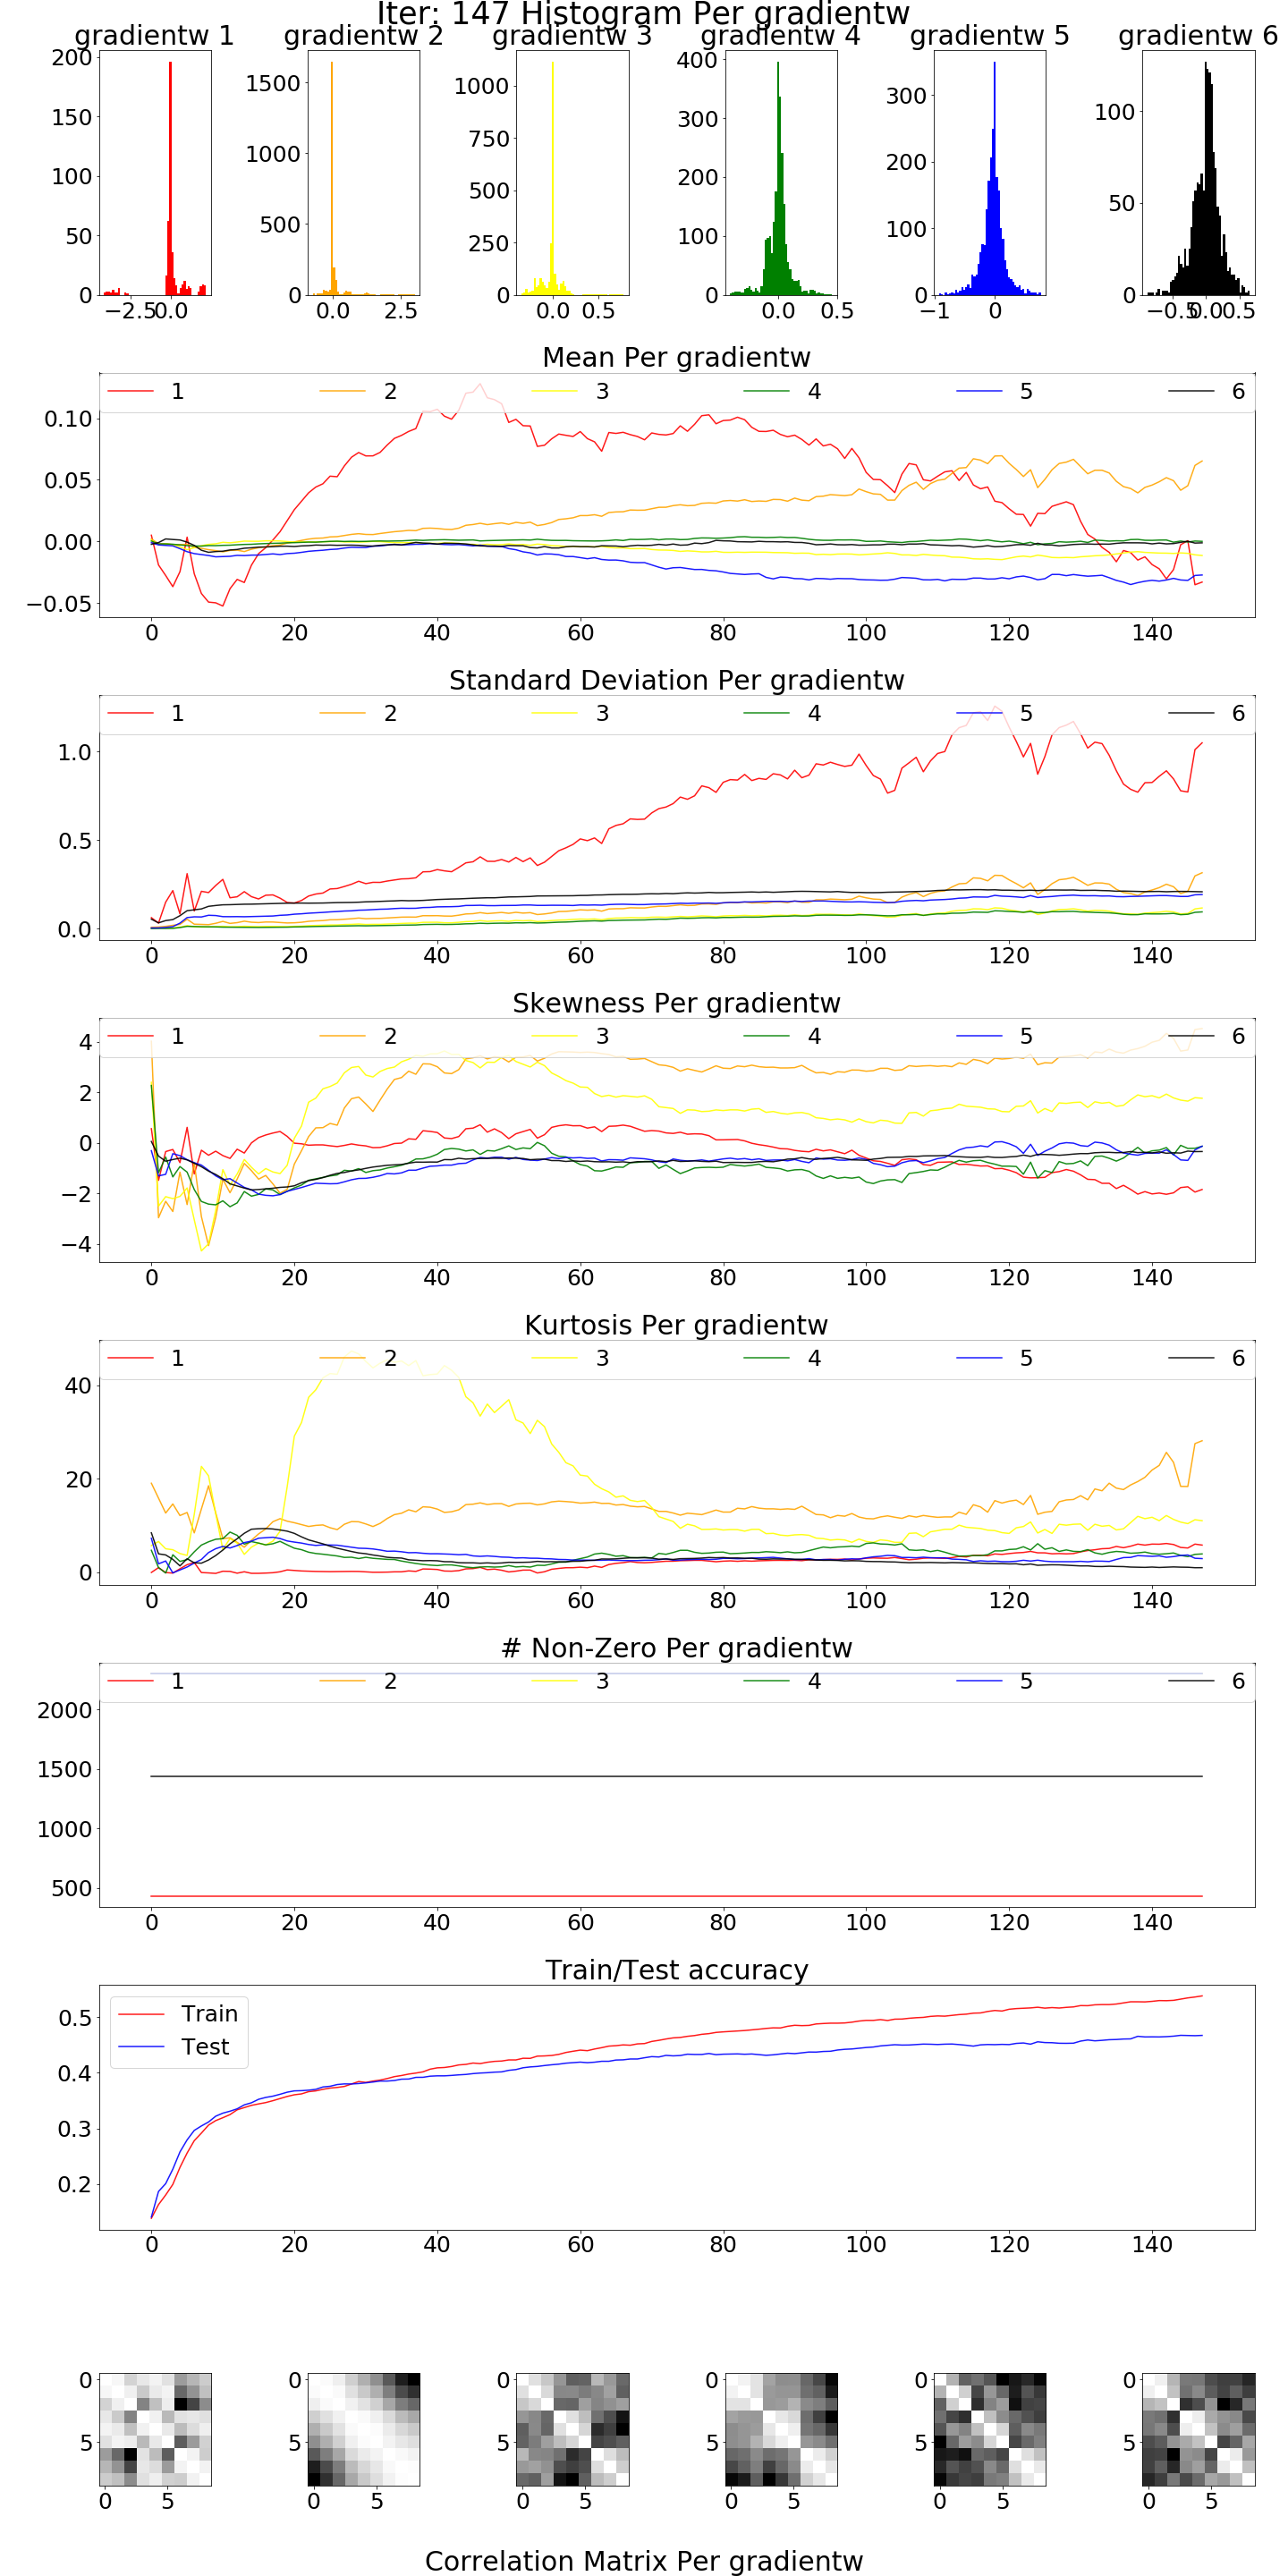 Iter: 147 Histogram Per gradientw
gradientw 1 gradientw 2 gradientw 3 gradientw 4 gradientw 5 gradientw 6
200
150
100
50
0
−2.5 0.0
1500
1000
500
0
0.0 2.5
1000
750
500
250
0
0.0 0.5
400
300
200
100
0
0.0 0.5
300
200
100
0
−1 0
100
50
0
−0.5 0.0 0.5
Mean Per gradientw
1 2 3 4 5 6
0.10
0.05
0.00
−0.05
0 20 40 60 80 100 120 140
Standard Deviation Per gradientw
1 2 3 4 5 6
1.0
0.5
0.0
0 20 40 60 80 100 120 140
Skewness Per gradientw
1 2 3 4 5 6
4
2
0
−2
−4
0 20 40 60 80 100 120 140
Kurtosis Per gradientw
1 2 3 4 5 6
40
20
0
0 20 40 60 80 100 120 140
# Non-Zero Per gradientw
1 2 3 4 5 6
2000
1500
1000
500
0 20 40 60 80 100 120 140
Train/Test accuracy
Train
Test
0.5
0.4
0.3
0.2
0 20 40 60 80 100 120 140
0 0 0 0 0 0
5 5 5 5 5 5
0 5 0 5 0 5 0 5 0 5 0 5
Correlation Matrix Per gradientw